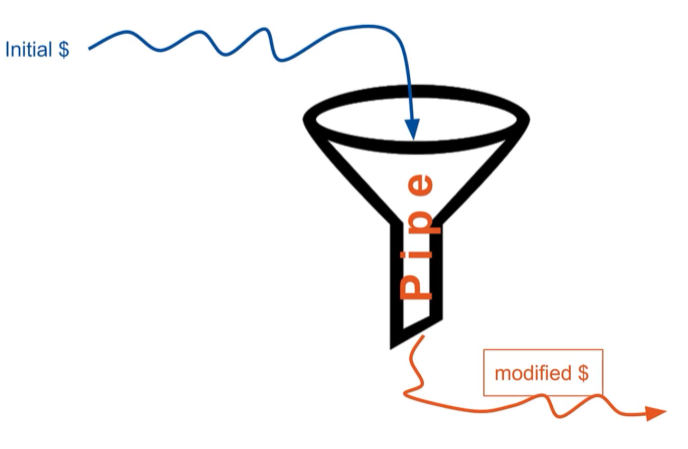 Initial $
Pipe
modified $